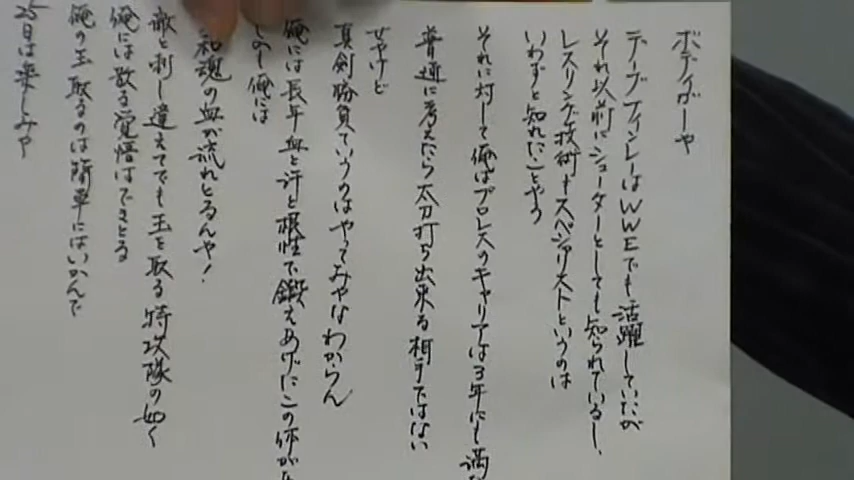 ボディガーや
デーブフィンレーはWWEでも活躍していたが
それ以前にシューターとしても知られているし、
レスリング技術+スペシャリストというのは
いわずと知れたことやろ
それに対して俺はプロレスのキャリアは3年にも満
普通に考えたら太刀打ち出来る相手ではない
せやけど
真剣勝負ていうのはやってみやなわからん
俺には長年血と汗と根性で鍛えあげたこの体が
しのし俺には
和魂の血が流れとるんや!
敵と刺し違えてでも玉を取る特攻隊の如く
俺には散る覚悟はできとる
俺の玉取るのは簡単にはいかんで
25日は楽しみや